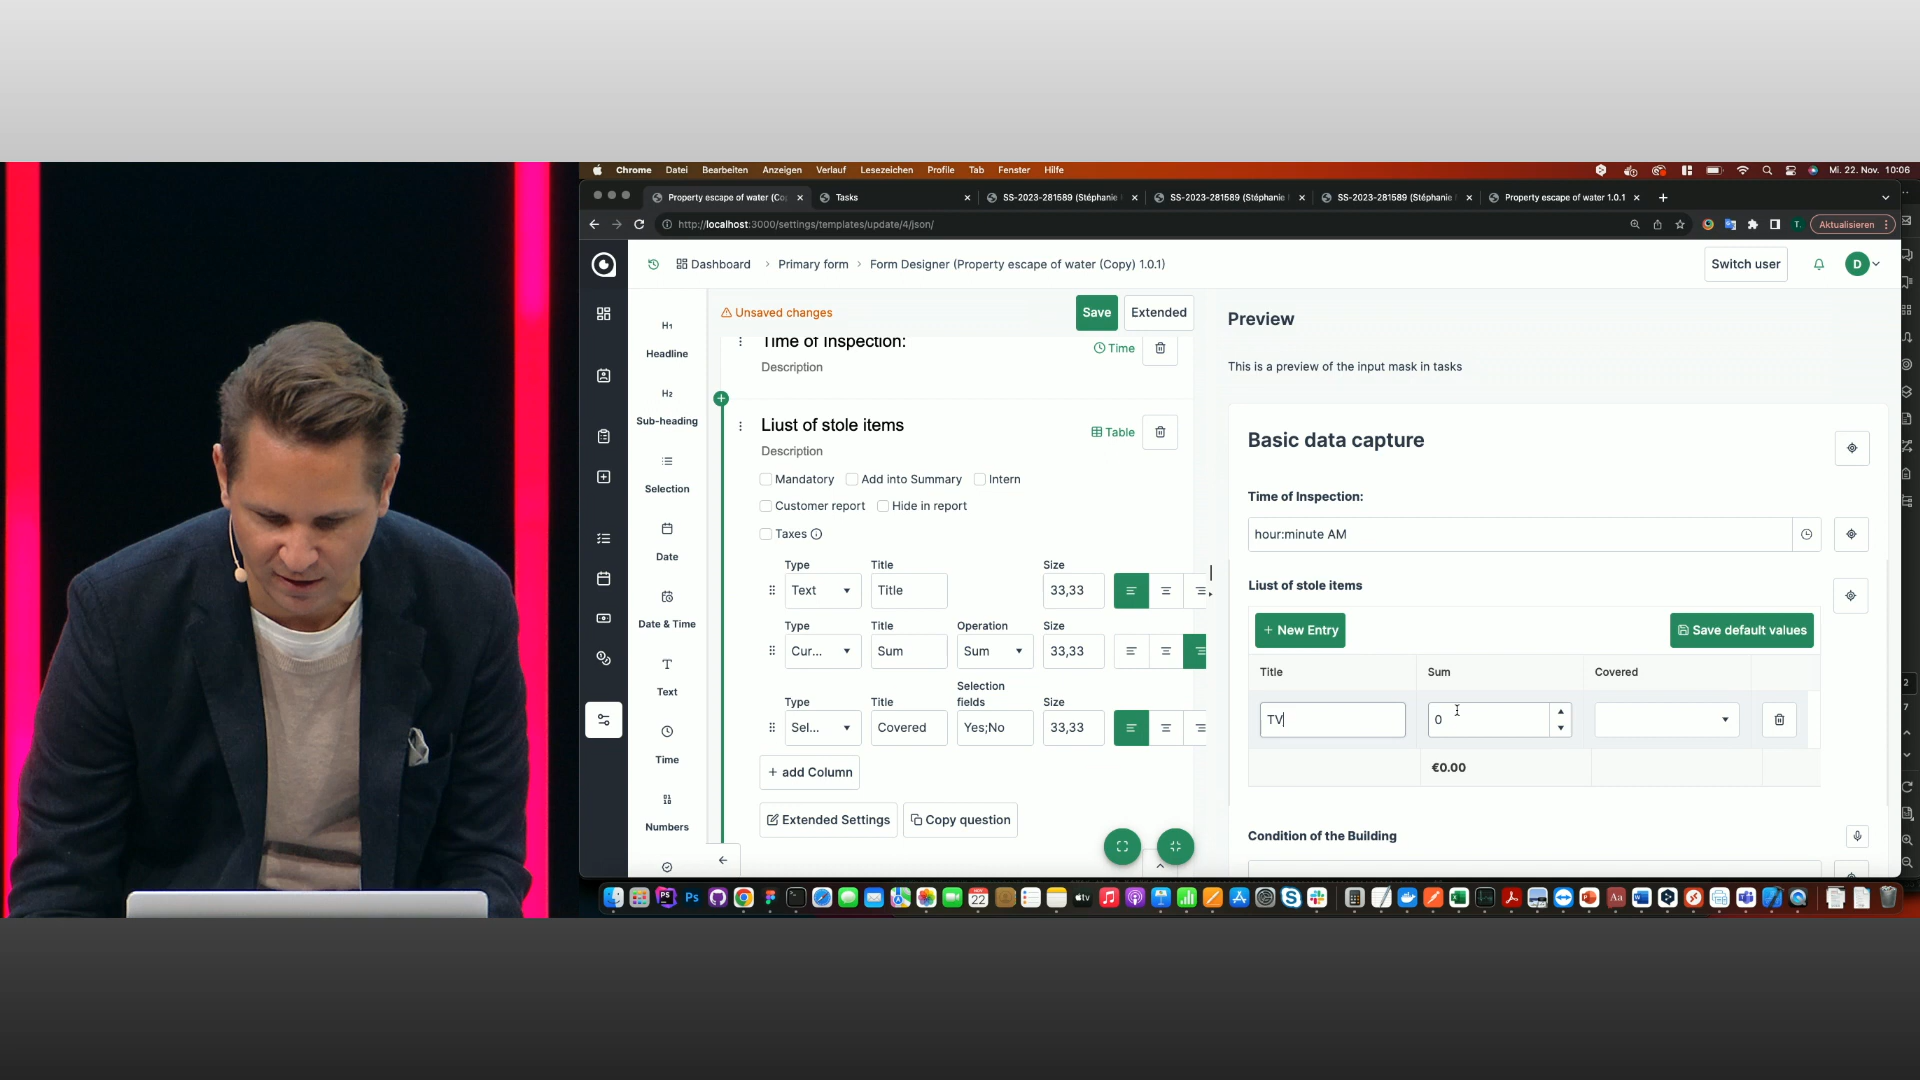 Chrome Datei Bearbeiten Anzeigen Verlauf Lesezeichen Profile Tab Fenster Hilfe
Mi. 22. Nov. 10:06
Property escape of water (Co
Tasks
SS-2023-281589 (Stéphanie
SS-2023-281589 (Stéphanie
SS-2023-281589 (Stéphanie
Property escape of water 1.0.1
http://localhost:3000/settings/templates/update/4/json/
T.
Aktualisieren
Dashboard > Primary form > Form Designer (Property escape of water (Copy) 1.0.1)
Switch user
D
H1
Headline
H2
Sub-heading
Selection
Date
Date & Time
T
Text
Time
Numbers
Unsaved changes
Save
Extended
Time of Inspection:
Time
Description
Liust of stole items
Table
Description
Mandatory Add into Summary Intern
Customer report Hide in report
Taxes
Type Title Size
Text Title 33,33
Type Title Operation Size
Cur... Sum Sum 33,33
Selection
Type Title fields Size
Sel... Covered Yes;No 33,33
+ add Column
Extended Settings
Copy question
Preview
This is a preview of the input mask in tasks
Basic data capture
Time of Inspection:
hour:minute AM
Liust of stole items
+ New Entry
Save default values
Title Sum Covered
TV 0
€0.00
Condition of the Building
2
7
Ps
NOV
22
tv
Aa